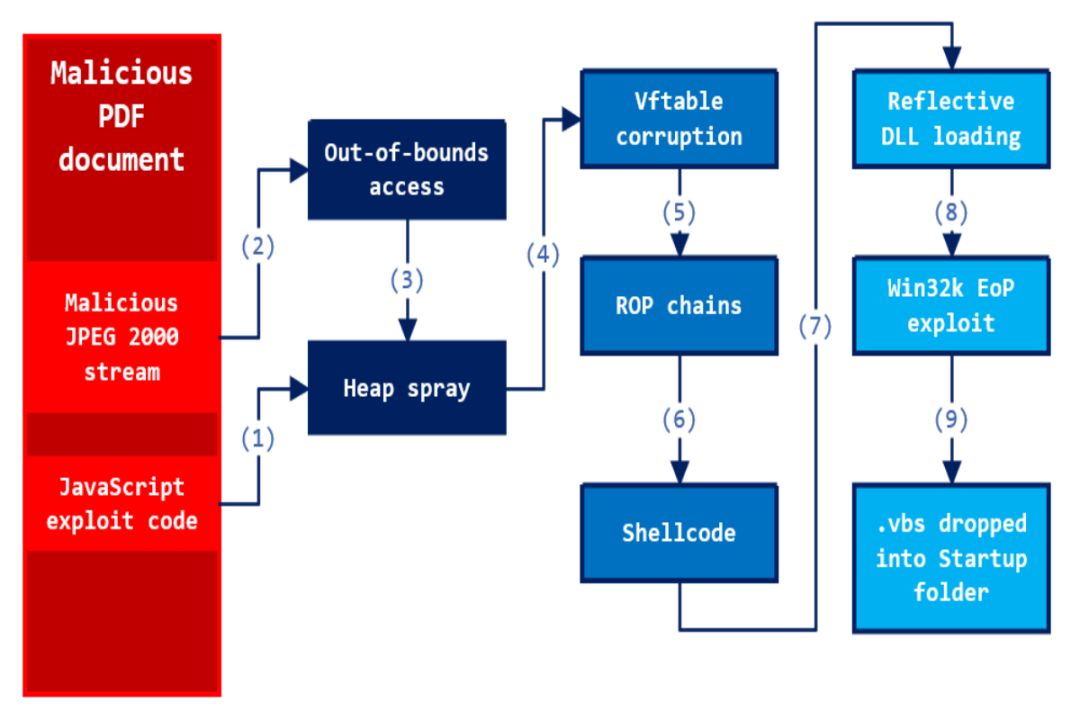 Malicious
PDF
document
Malicious
JPEG 2000
stream
JavaScript
exploit code
(2)
(1)
Out-of-bounds
access
(3)
Heap spray
(4)
Vftable
corruption
(5)
ROP chains
(6)
Shellcode
(7)
Reflective
DLL loading
(8)
Win32k EoP
exploit
(9)
.vbs dropped
into Startup
folder